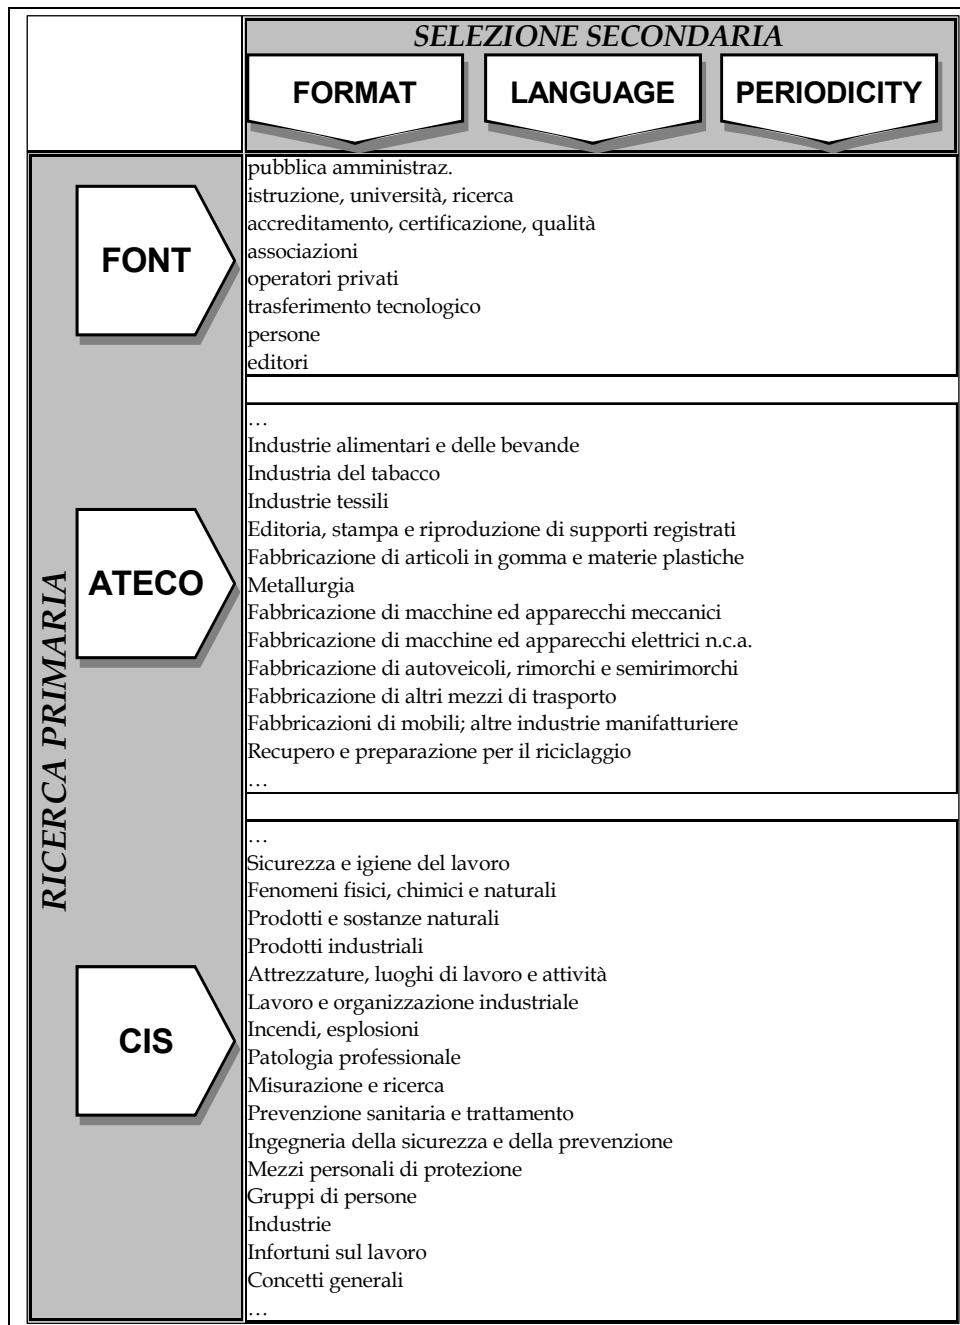 SELEZIONE SECONDARIA
FORMAT
LANGUAGE
PERIODICITY
RICERCA PRIMARIA
FONT
pubblica amministraz.
istruzione, università, ricerca
accreditamento, certificazione, qualità
associazioni
operatori privati
trasferimento tecnologico
persone
editori
ATECO
…
Industrie alimentari e delle bevande
Industria del tabacco
Industrie tessili
Editoria, stampa e riproduzione di supporti registrati
Fabbricazione di articoli in gomma e materie plastiche
Metallurgia
Fabbricazione di macchine ed apparecchi meccanici
Fabbricazione di macchine ed apparecchi elettrici n.c.a.
Fabbricazione di autoveicoli, rimorchi e semirimorchi
Fabbricazione di altri mezzi di trasporto
Fabbricazioni di mobili; altre industrie manifatturiere
Recupero e preparazione per il riciclaggio
…
CIS
…
Sicurezza e igiene del lavoro
Fenomeni fisici, chimici e naturali
Prodotti e sostanze naturali
Prodotti industriali
Attrezzature, luoghi di lavoro e attività
Lavoro e organizzazione industriale
Incendi, esplosioni
Patologia professionale
Misurazione e ricerca
Prevenzione sanitaria e trattamento
Ingegneria della sicurezza e della prevenzione
Mezzi personali di protezione
Gruppi di persone
Industrie
Infortuni sul lavoro
Concetti generali
…